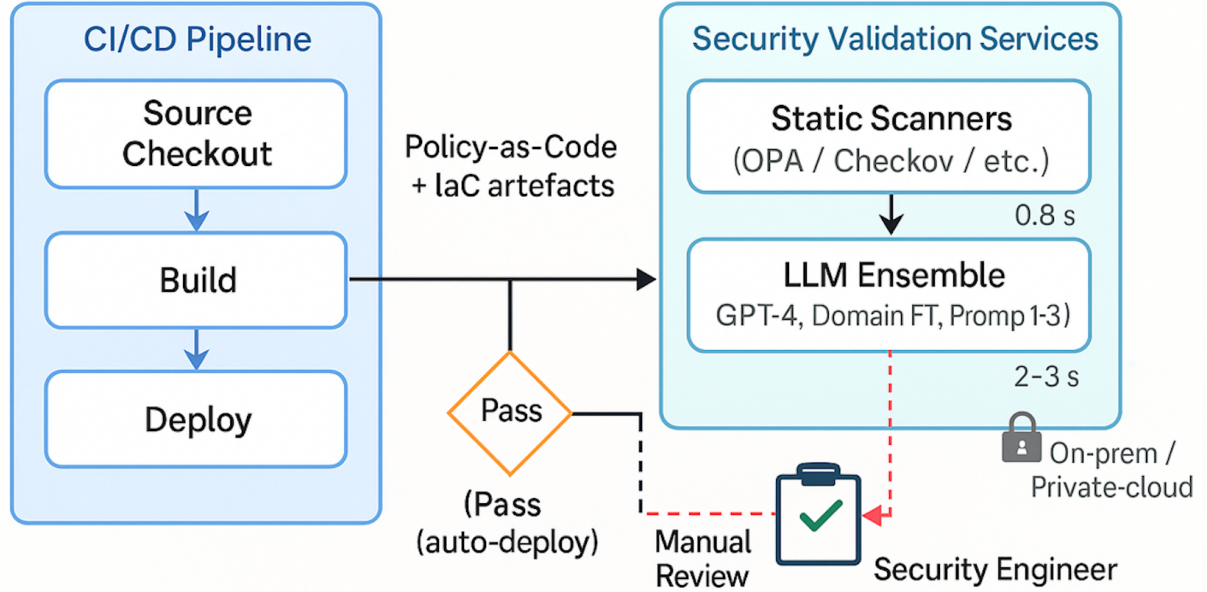 CI/CD Pipeline
Source
Checkout
Build
Deploy
Policy-as-Code
+ IaC artefacts
Pass
(Pass
(auto-deploy)
Security Validation Services
Static Scanners
(OPA / Checkov / etc.)
0.8 s
LLM Ensemble
GPT-4, Domain FT, Promp 1-3)
2-3 s
On-prem /
Private-cloud
Manual
Review
Security Engineer